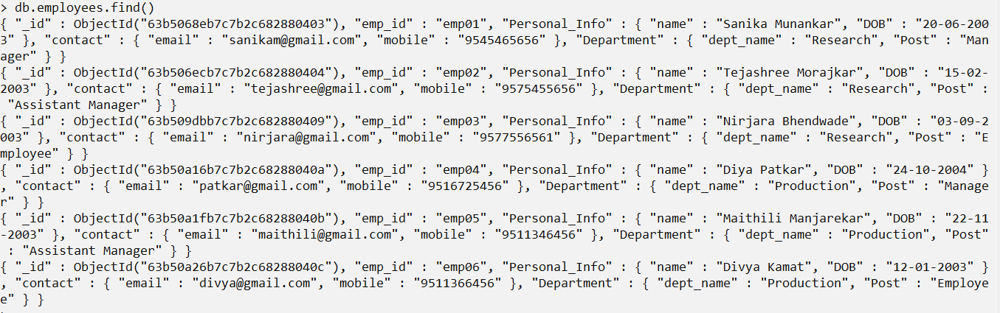 > db.employees.find()
{ "_id" : ObjectId("63b5068eb7c7b2c682880403"), "emp_id" : "emp01", "Personal_Info" : { "name" : "Sanika Munankar", "DOB" : "20-06-200
3" }, "contact" : { "email" : "sanikam@gmail.com", "mobile" : "9545465656" }, "Department" : { "dept_name" : "Research", "Post" : "Man
ager" } }
{ "_id" : ObjectId("63b506ecb7c7b2c682880404"), "emp_id" : "emp02", "Personal_Info" : { "name" : "Tejashree Morajkar", "DOB" : "15-02-
2003" }, "contact" : { "email" : "tejashree@gmail.com", "mobile" : "9575455656" }, "Department" : { "dept_name" : "Research", "Post" :
 "Assistant Manager" } }
{ "_id" : ObjectId("63b509dbb7c7b2c682880409"), "emp_id" : "emp03", "Personal_Info" : { "name" : "Nirjara Bhendwade", "DOB" : "03-09-2
003" }, "contact" : { "email" : "nirjara@gmail.com", "mobile" : "9577556561" }, "Department" : { "dept_name" : "Research", "Post" : "E
mployee" } }
{ "_id" : ObjectId("63b50a16b7c7b2c68288040a"), "emp_id" : "emp04", "Personal_Info" : { "name" : "Diya Patkar", "DOB" : "24-10-2004" }
, "contact" : { "email" : "patkar@gmail.com", "mobile" : "9516725456" }, "Department" : { "dept_name" : "Production", "Post" : "Manage
r" } }
{ "_id" : ObjectId("63b50a1fb7c7b2c68288040b"), "emp_id" : "emp05", "Personal_Info" : { "name" : "Maithili Manjarekar", "DOB" : "22-11
-2003" }, "contact" : { "email" : "maithili@gmail.com", "mobile" : "9511346456" }, "Department" : { "dept_name" : "Production", "Post"
 : "Assistant Manager" } }
{ "_id" : ObjectId("63b50a26b7c7b2c68288040c"), "emp_id" : "emp06", "Personal_Info" : { "name" : "Divya Kamat", "DOB" : "12-01-2003" }
, "contact" : { "email" : "divya@gmail.com", "mobile" : "9511366456" }, "Department" : { "dept_name" : "Production", "Post" : "Employe
e" } }